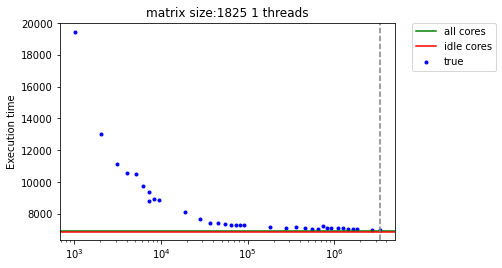 matrix size:1825 1 threads
Execution time
20000
18000
16000
14000
12000
10000
8000
10³
10⁴
10⁵
10⁶
all cores
idle cores
true